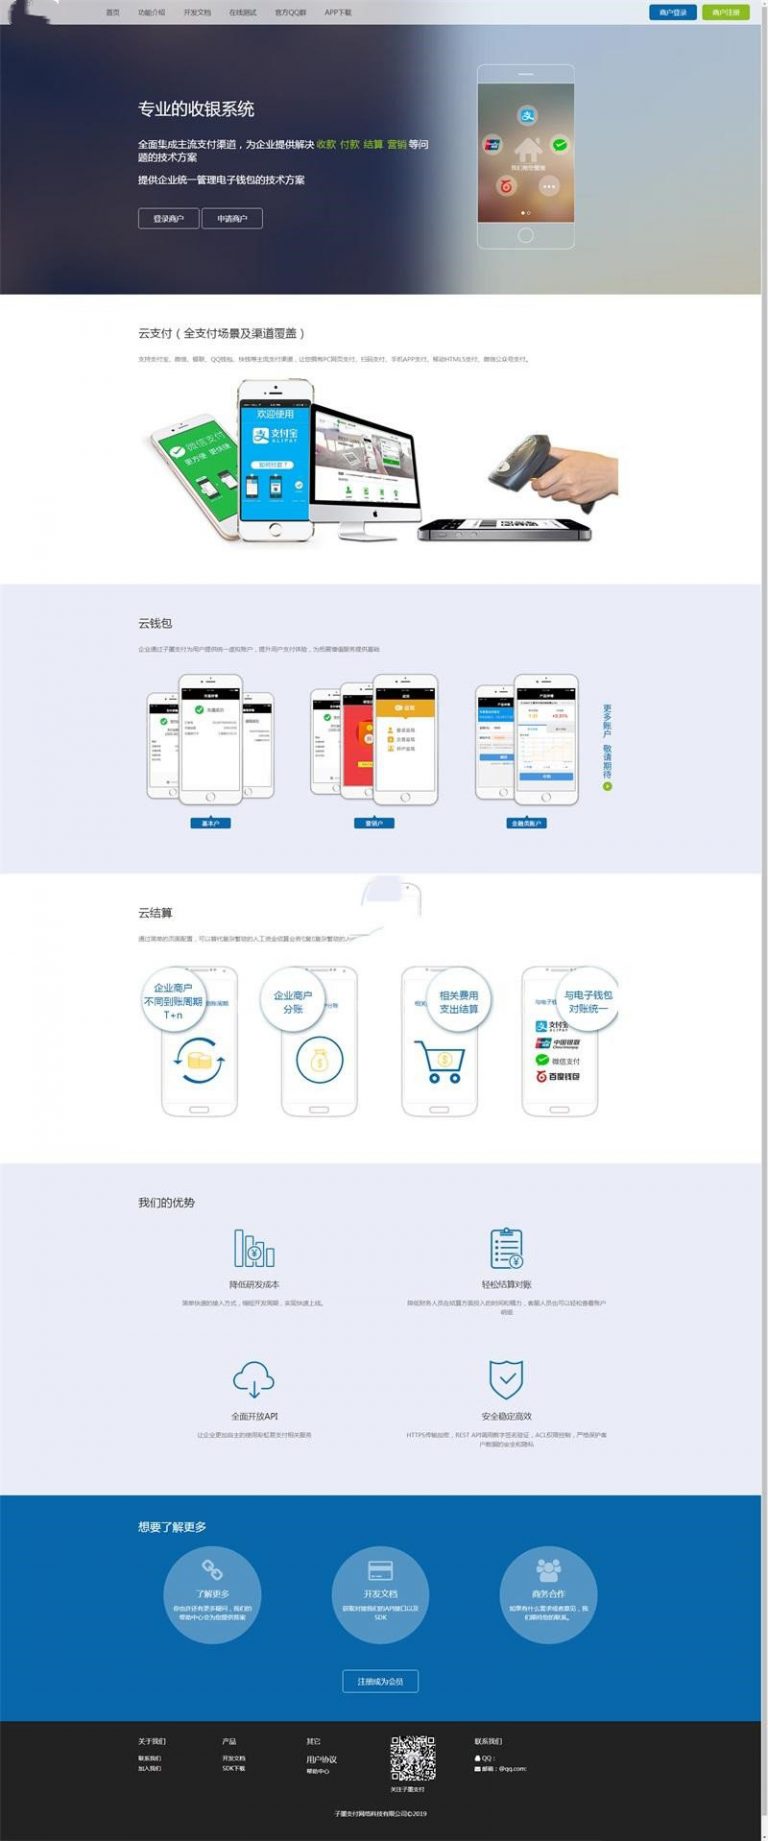 首页 功能介绍 开发文档 在线测试 官方QQ群 APP下载 商户登录 商户注册
专业的收银系统
全面集成主流支付渠道，为企业提供解决 收款 付款 结算 营销 等问
题的技术方案
提供企业统一管理电子钱包的技术方案
登录商户 申请商户
云支付（全支付场景及渠道覆盖）
支持支付宝、微信、银联、QQ钱包、快钱等主流支付渠道，让您拥有PC网页支付、扫码支付、手机APP支付、移动HTML5支付、微信公众号支付。
微信支付
更方便 更快快
欢迎使用
支付宝
ALIPAY
如何付款？
云钱包
企业通过子墨支付为用户提供统一虚拟账户，提升用户支付体验，为拓展增值服务提供基础
更多账户 敬请期待
基本户 营销户 金融类账户
云结算
通过简单的页面配置，可以替代复杂繁琐的人工资金结算业务
企业商户
不同到账周期
T+n
企业商户
分账
相关费用
支出结算
与电子钱包
对账统一
支付宝
中国银联
微信支付
百度钱包
我们的优势
降低研发成本
简单快速的接入方式，缩短开发周期，实现快速上线。
轻松结算对账
降低财务人员在结算方面投入的时间和精力，客服人员也可以轻松查看账户
明细
全面开放API
让企业更加自主的使用彩虹易支付相关服务
安全稳定高效
HTTPS传输加密，REST API调用数字签名验证，ACL权限控制，严格保护客
户数据的安全和隐私
想要了解更多
了解更多
你也许还有更多疑问，我们的
帮助中心会为您提供答案
开发文档
获取对接我们的API接口以及
SDK
商务合作
如果有什么需求或者意见，我
们期待您的联系。
注册成为会员
关于我们
联系我们
加入我们
产品
开发文档
SDK下载
其它
用户协议
帮助中心
关注子墨支付
联系我们
QQ：
邮箱：@qq.com
子墨支付网络科技有限公司©2019